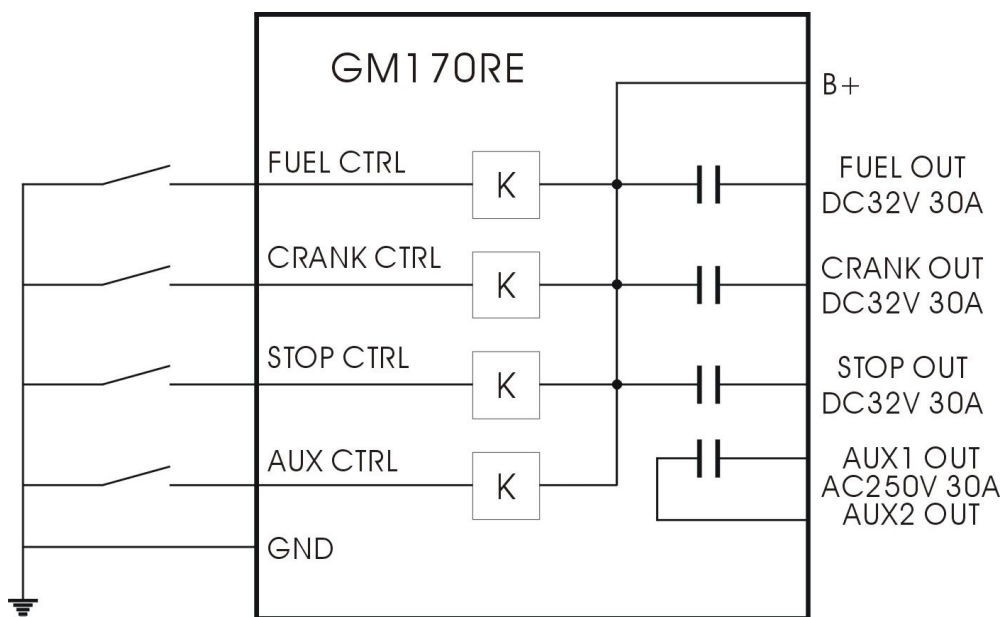 GM170RE
B+
FUEL CTRL
K
FUEL OUT
DC32V 30A
CRANK CTRL
K
CRANK OUT
DC32V 30A
STOP CTRL
K
STOP OUT
DC32V 30A
AUX CTRL
K
AUX1 OUT
AC250V 30A
AUX2 OUT
GND